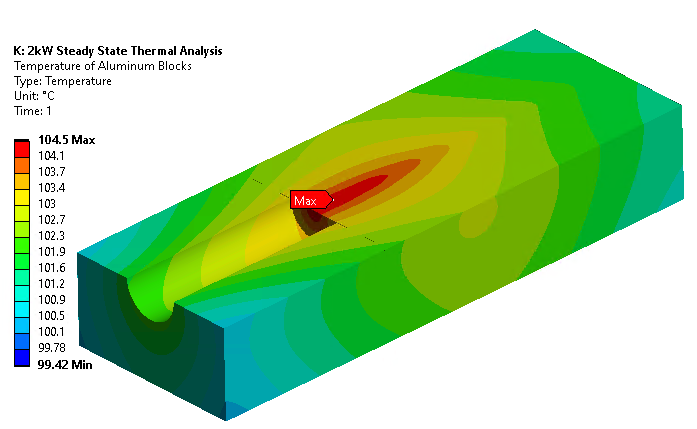 K: 2kW Steady State Thermal Analysis
Temperature of Aluminum Blocks
Type: Temperature
Unit: °C
Time: 1
104.5 Max
104.1
103.7
103.4
103
102.7
102.3
101.9
101.6
101.2
100.9
100.5
100.1
99.78
99.42 Min
Max